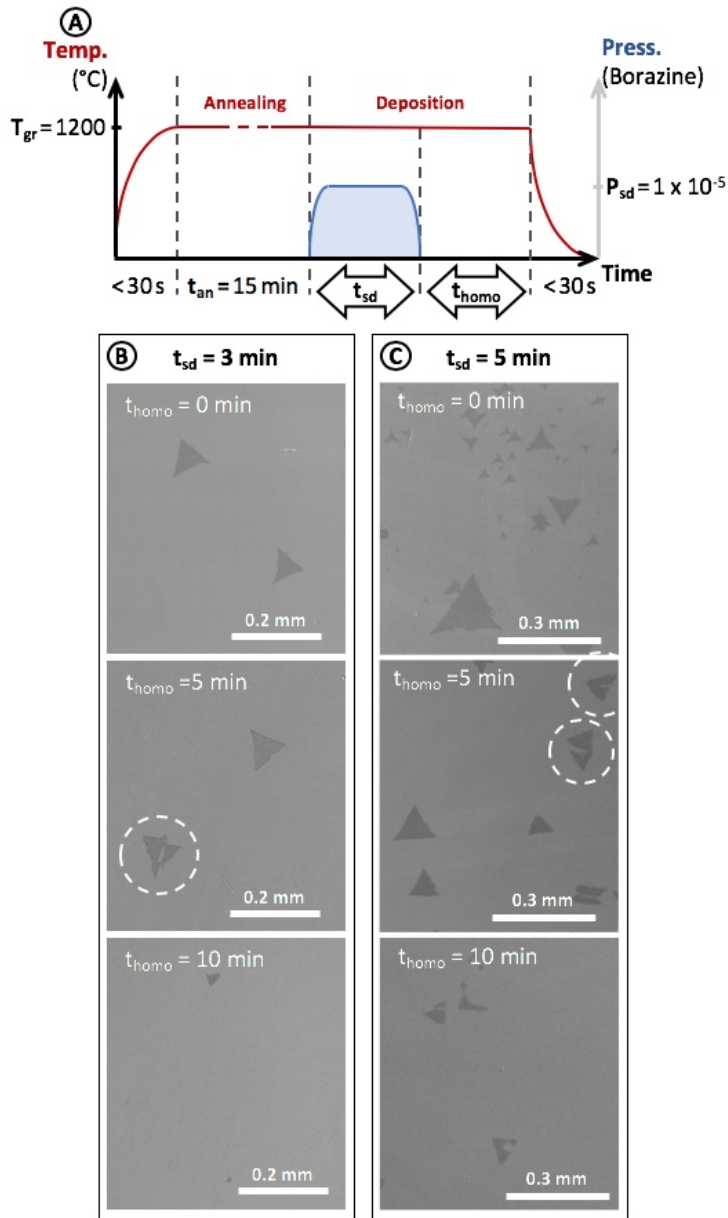 A
Temp.
(°C)
Press.
(Borazine)
Annealing
Deposition
T_gr = 1200
P_sd = 1 x 10^-5
Time
< 30 s
t_an = 15 min
t_sd
t_homo
< 30 s
B t_sd = 3 min
t_homo = 0 min
0.2 mm
t_homo =5 min
0.2 mm
t_homo = 10 min
0.2 mm
C t_sd = 5 min
t_homo = 0 min
0.3 mm
t_homo =5 min
0.3 mm
t_homo = 10 min
0.3 mm